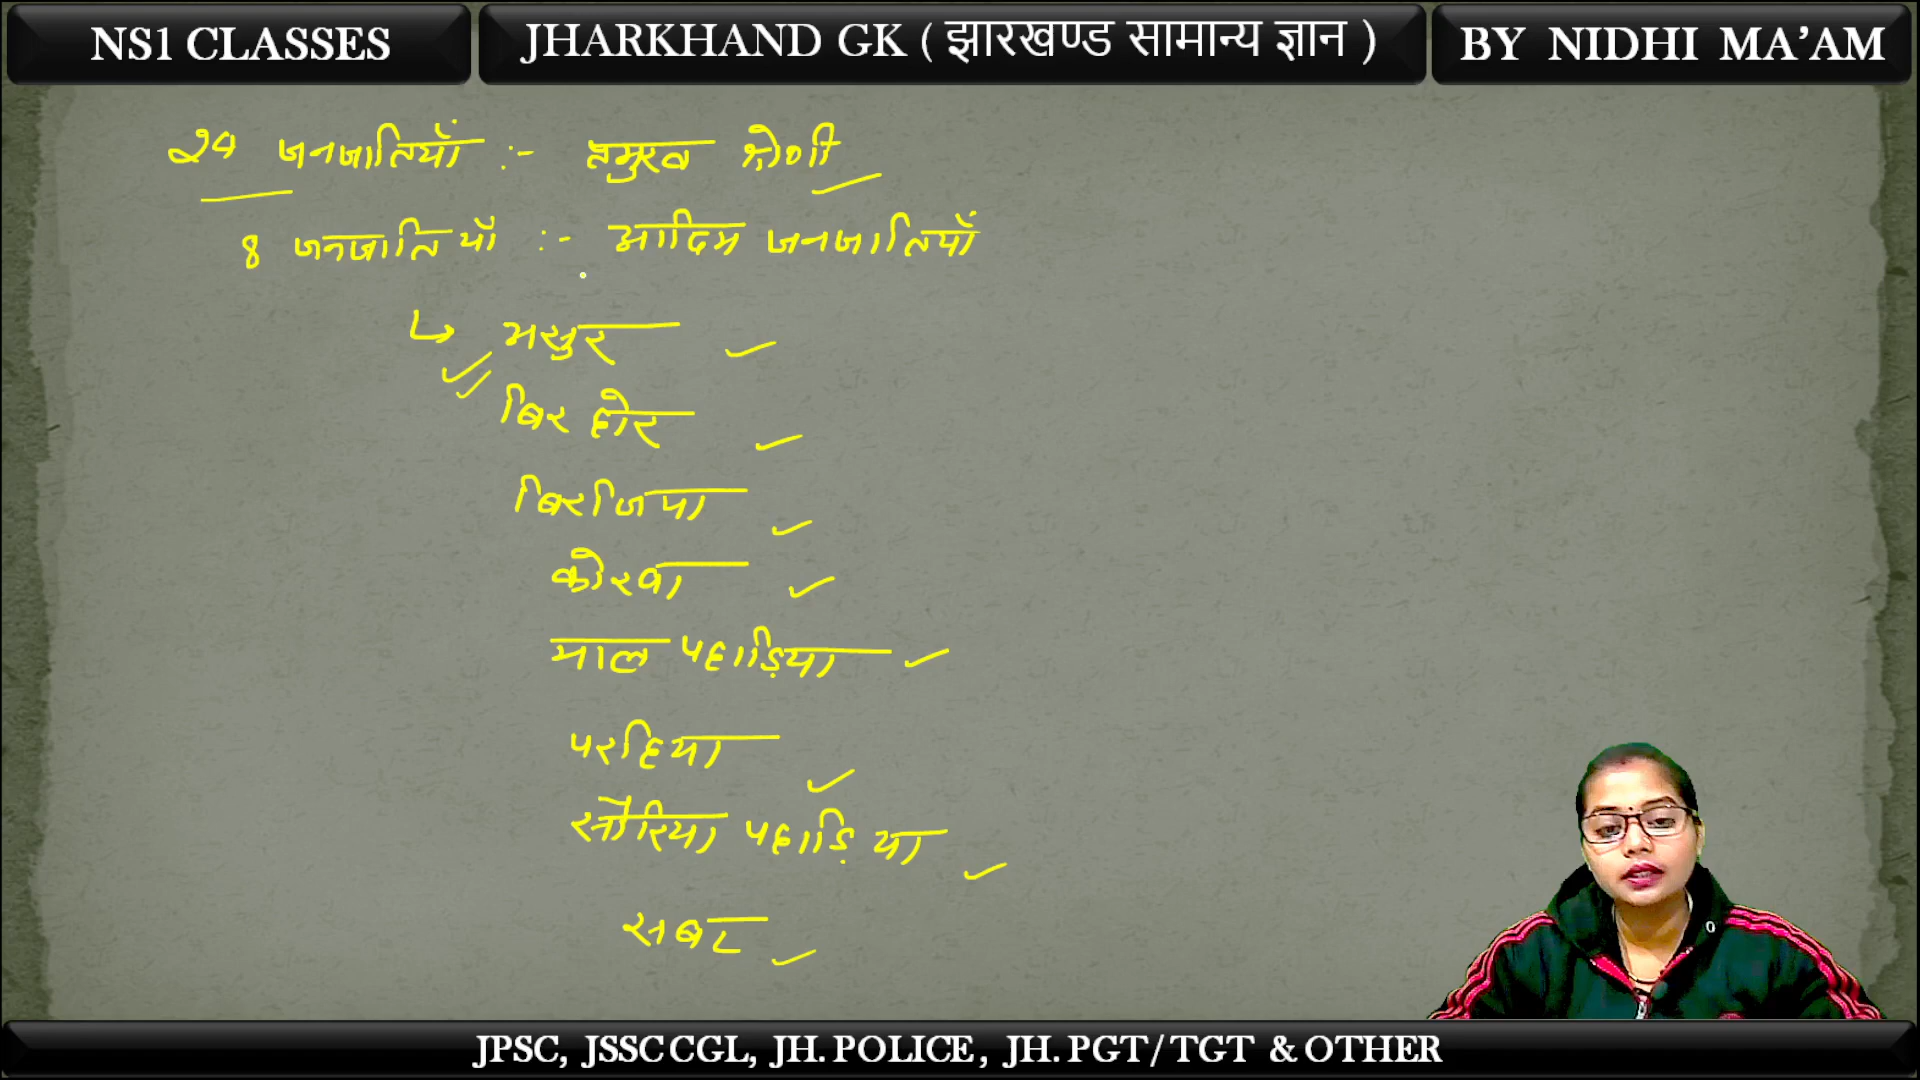 NS1 CLASSES
JHARKHAND GK ( झारखण्ड सामान्य ज्ञान )
BY NIDHI MA’AM
24 जनजातियाँ :- प्रमुख श्रेणी
8 जनजातियाँ :- आदिम जनजातियाँ
असुर
बिरहोर
बिरजिया
कोरवा
माल पहाड़िया
परहिया
सौरिया पहाड़िया
सबर
JPSC, JSSC CGL, JH. POLICE, JH. PGT/ TGT & OTHER